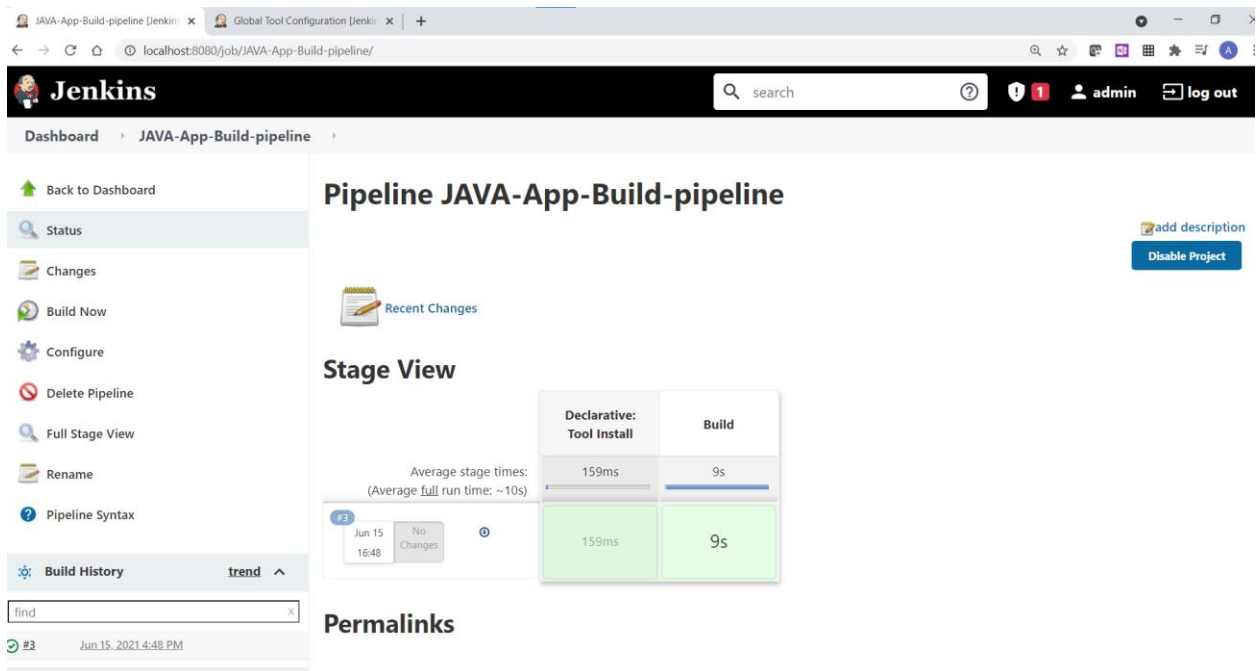 JAVA-App-Build-pipeline [Jenkin
Global Tool Configuration [Jenkin
localhost:8080/job/JAVA-App-Build-pipeline/
A
Jenkins
search
1
admin
log out
Dashboard
JAVA-App-Build-pipeline
Back to Dashboard
Status
Changes
Build Now
Configure
Delete Pipeline
Full Stage View
Rename
Pipeline Syntax
Build History
trend
find
x
#3
Jun 15, 2021 4:48 PM
Pipeline JAVA-App-Build-pipeline
add description
Disable Project
Recent Changes
Stage View
Declarative:
Tool Install
Build
Average stage times:
(Average full run time: ~10s)
159ms
9s
#3
Jun 15
16:48
No
Changes
159ms
9s
Permalinks